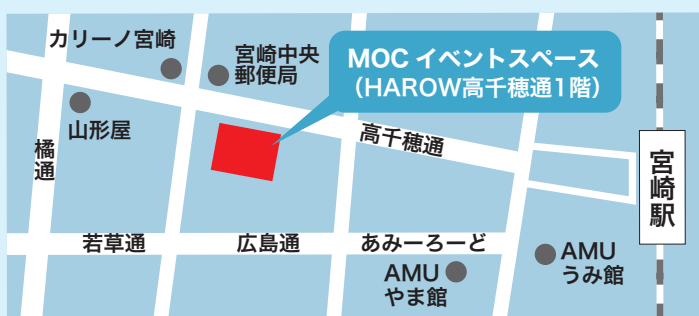 カリーノ宮崎
宮崎中央
郵便局
MOC イベントスペース
（HAROW高千穂通1階）
山形屋
橘通
高千穂通
宮崎駅
若草通
広島通
あみーろーど
AMU
やま館
AMU
うみ館